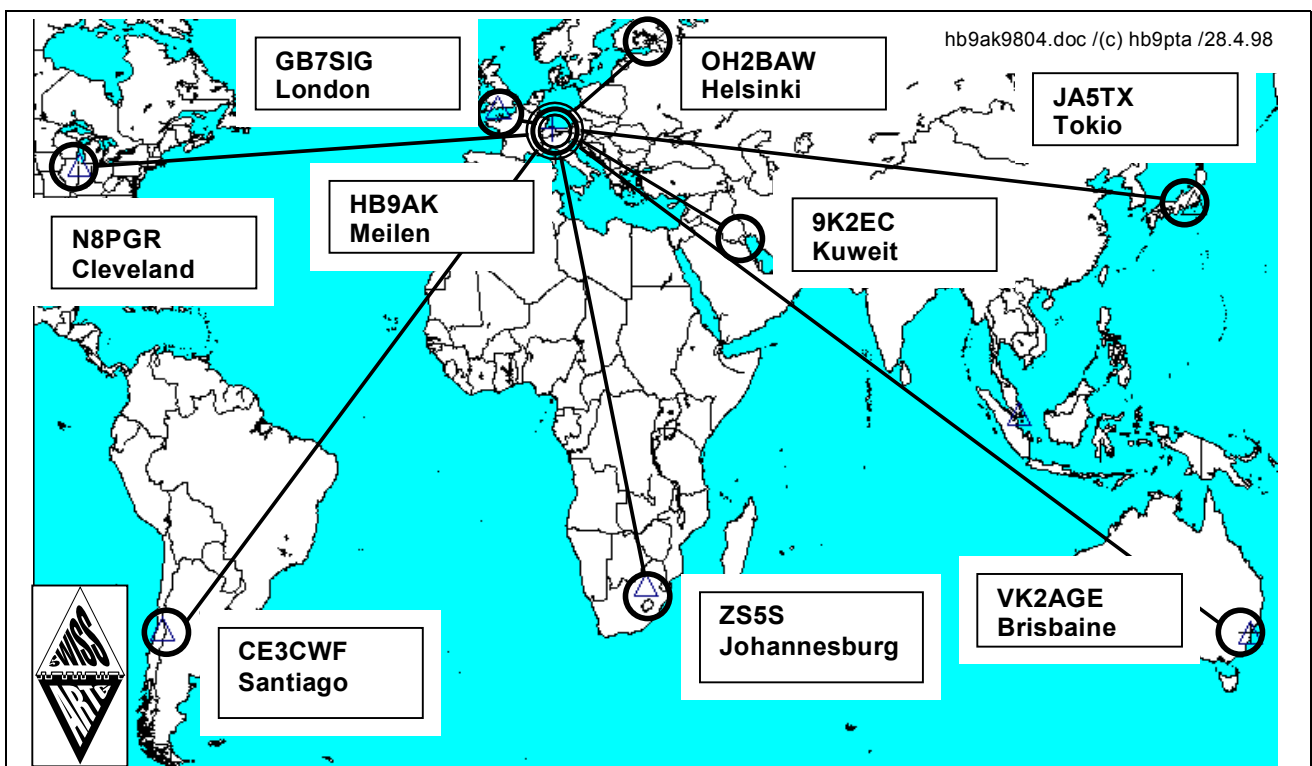 hb9ak9804.doc /(c) hb9pta /28.4.98
GB7SIG
London
OH2BAW
Helsinki
JA5TX
Tokio
HB9AK
Meilen
9K2EC
Kuweit
N8PGR
Cleveland
ZS5S
Johannesburg
VK2AGE
Brisbaine
CE3CWF
Santiago
SWISS
ARTG